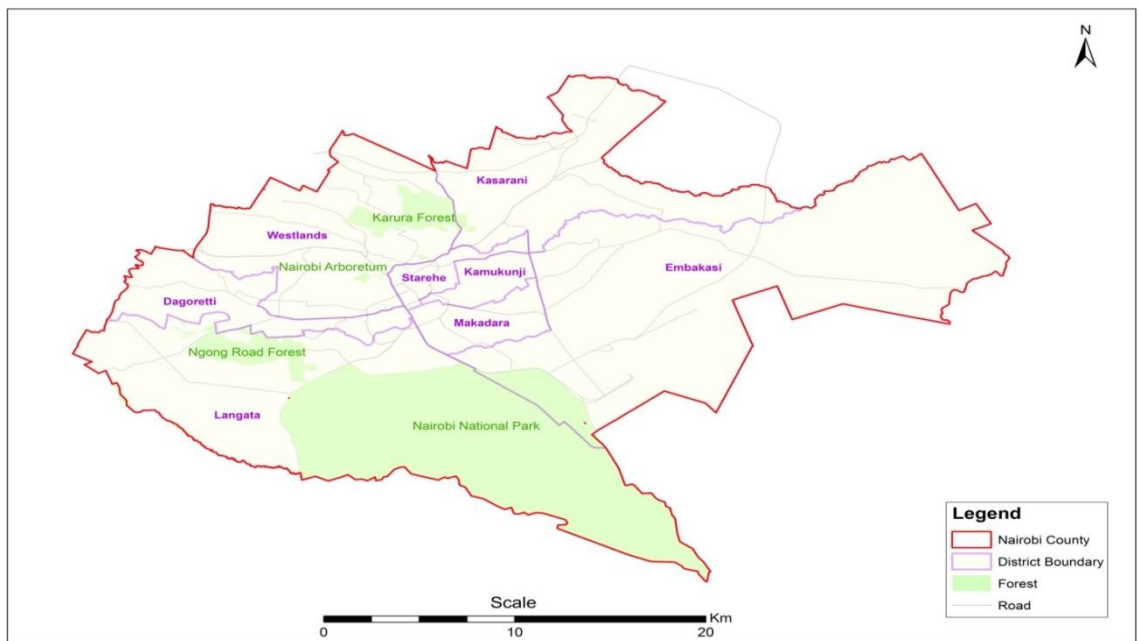 N
Kasarani
Karura Forest
Westlands
Nairobi Arboretum
Starehe
Kamukunji
Embakasi
Dagoretti
Makadara
Ngong Road Forest
Langata
Nairobi National Park
Legend
Nairobi County
District Boundary
Forest
Road
Scale
Km
0 10 20